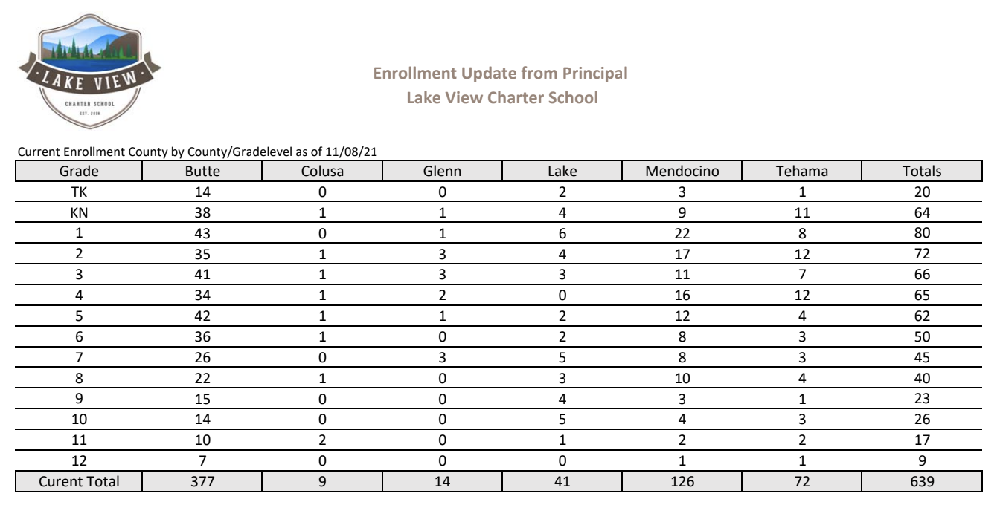 LAKE VIEW
CHARTER SCHOOL
EST. 2019
Enrollment Update from Principal
Lake View Charter School
Current Enrollment County by County/Gradelevel as of 11/08/21
Grade Butte Colusa Glenn Lake Mendocino Tehama Totals
TK 14 0 0 2 3 1 20
KN 38 1 1 4 9 11 64
1 43 0 1 6 22 8 80
2 35 1 3 4 17 12 72
3 41 1 3 3 11 7 66
4 34 1 2 0 16 12 65
5 42 1 1 2 12 4 62
6 36 1 0 2 8 3 50
7 26 0 3 5 8 3 45
8 22 1 0 3 10 4 40
9 15 0 0 4 3 1 23
10 14 0 0 5 4 3 26
11 10 2 0 1 2 2 17
12 7 0 0 0 1 1 9
Curent Total 377 9 14 41 126 72 639